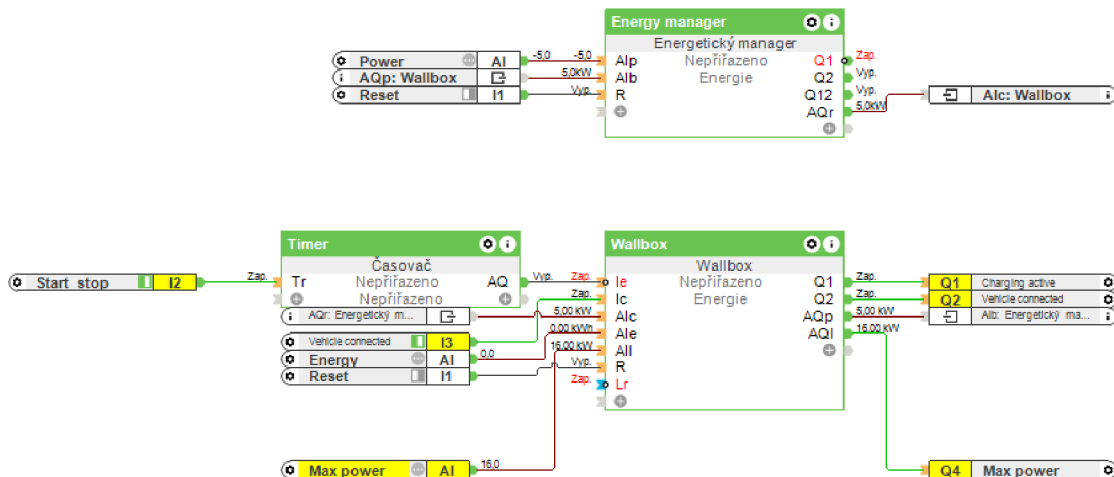 Energy manager
Energetický manager
Power AI -5,0 -5,0 AIp Nepřiřazeno Q1 Zap.
AQp: Wallbox 5,0kW AIb Energie Q2 Vyp.
Reset I1 Vyp. R Q12 Vyp.
AQr 5,0kW AIc: Wallbox
Timer
Wallbox
Časovač
Wallbox
Start stop I2 Zap. Tr Nepřiřazeno AQ Vyp. Zap. Ie Nepřiřazeno Q1 Zap. Q1 Charging active
Nepřiřazeno Zap. Ic Energie Q2 Zap. Q2 Vehicle connected
AQr: Energetický m... 5,00 kW AIc AQp 5,00 kW AIb: Energetický ma...
Vehicle connected I3 0,00 kWh AIe AQl 16,00 kW
Energy AI 0,0 16,00 kW All
Reset I1 Vyp. R
Zap. Lr
Max power AI 16,0 Q4 Max power